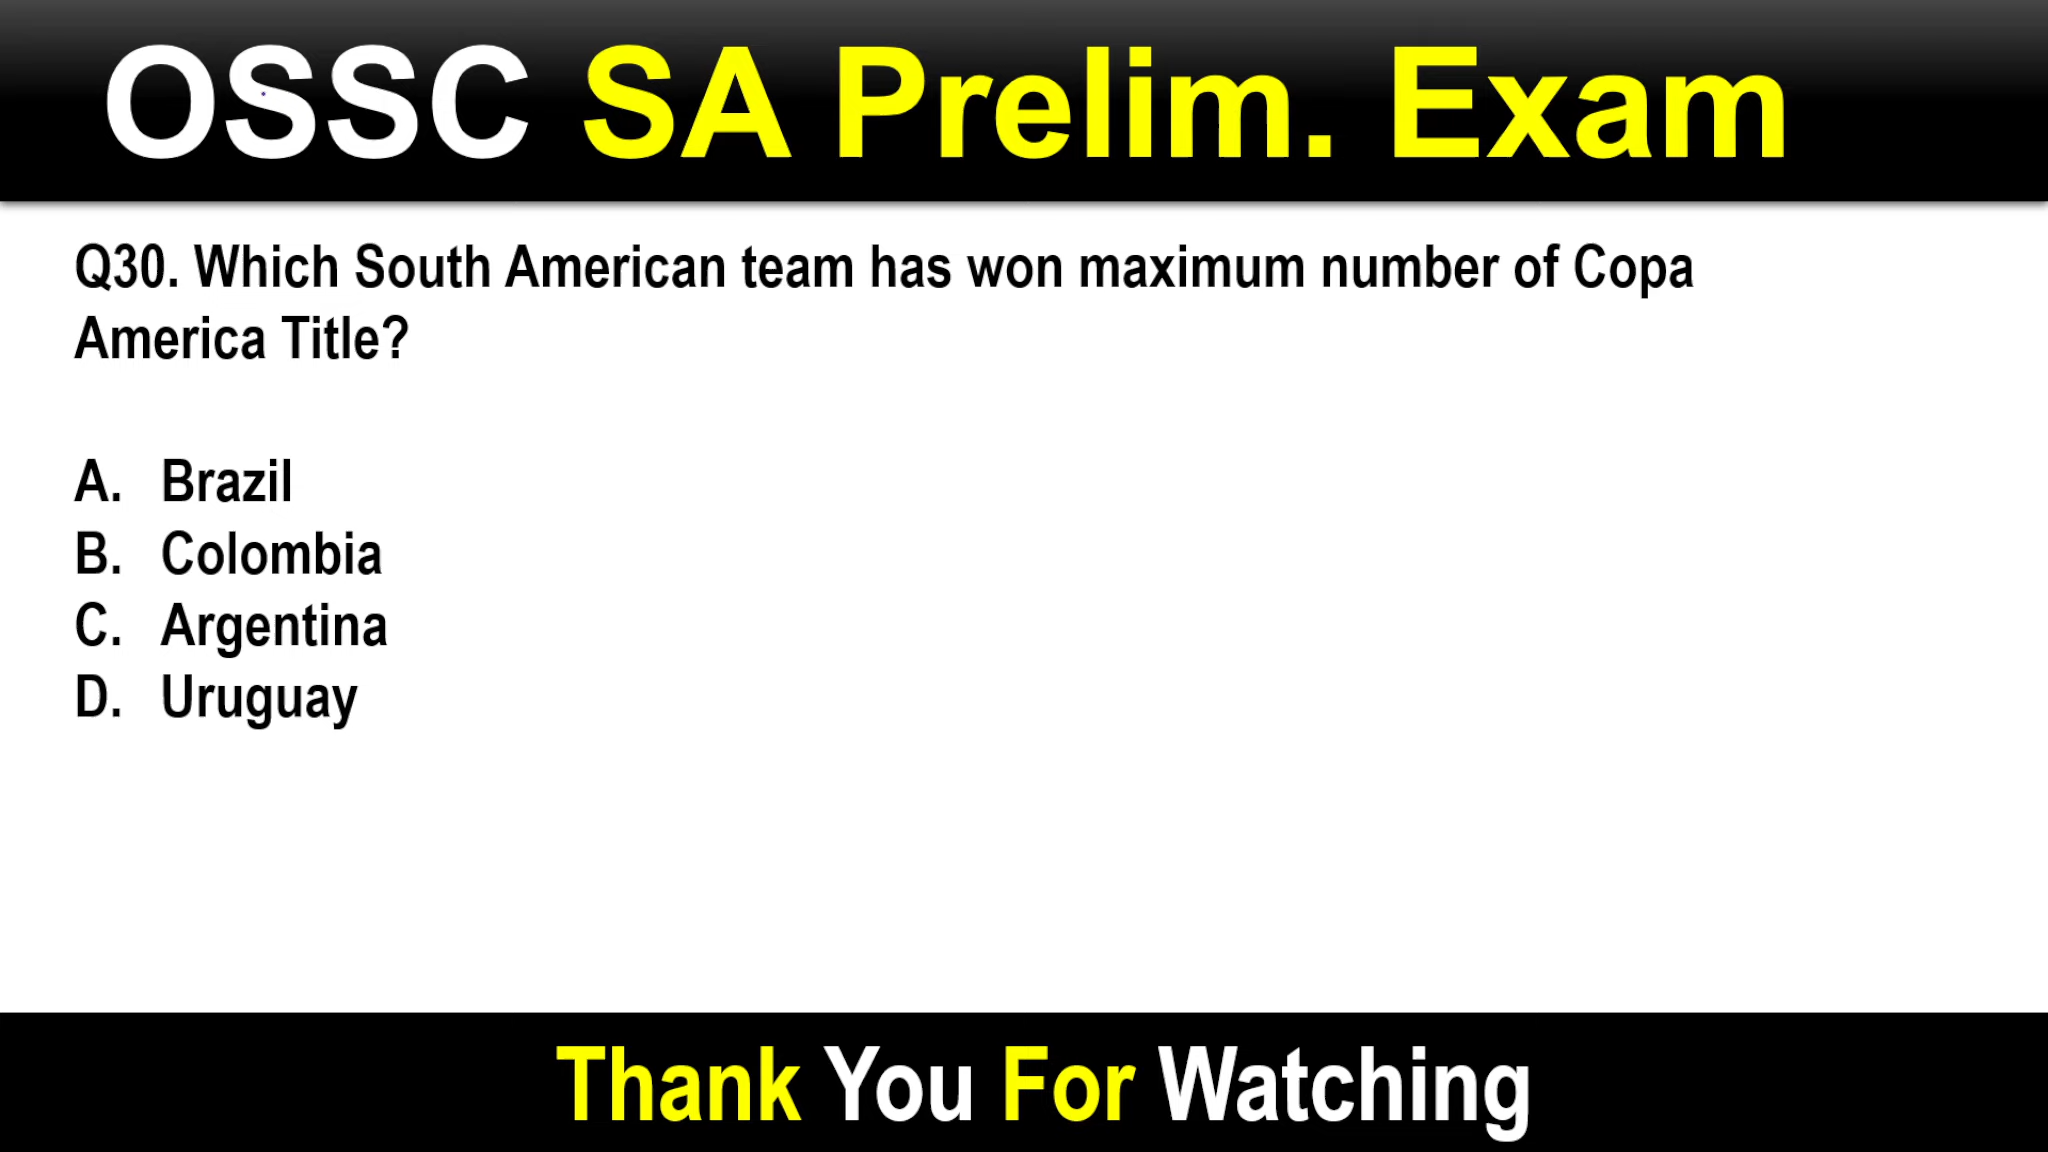 OSSC SA Prelim. Exam
Q30. Which South American team has won maximum number of Copa
America Title?
A. Brazil
B. Colombia
C. Argentina
D. Uruguay
Thank You For Watching